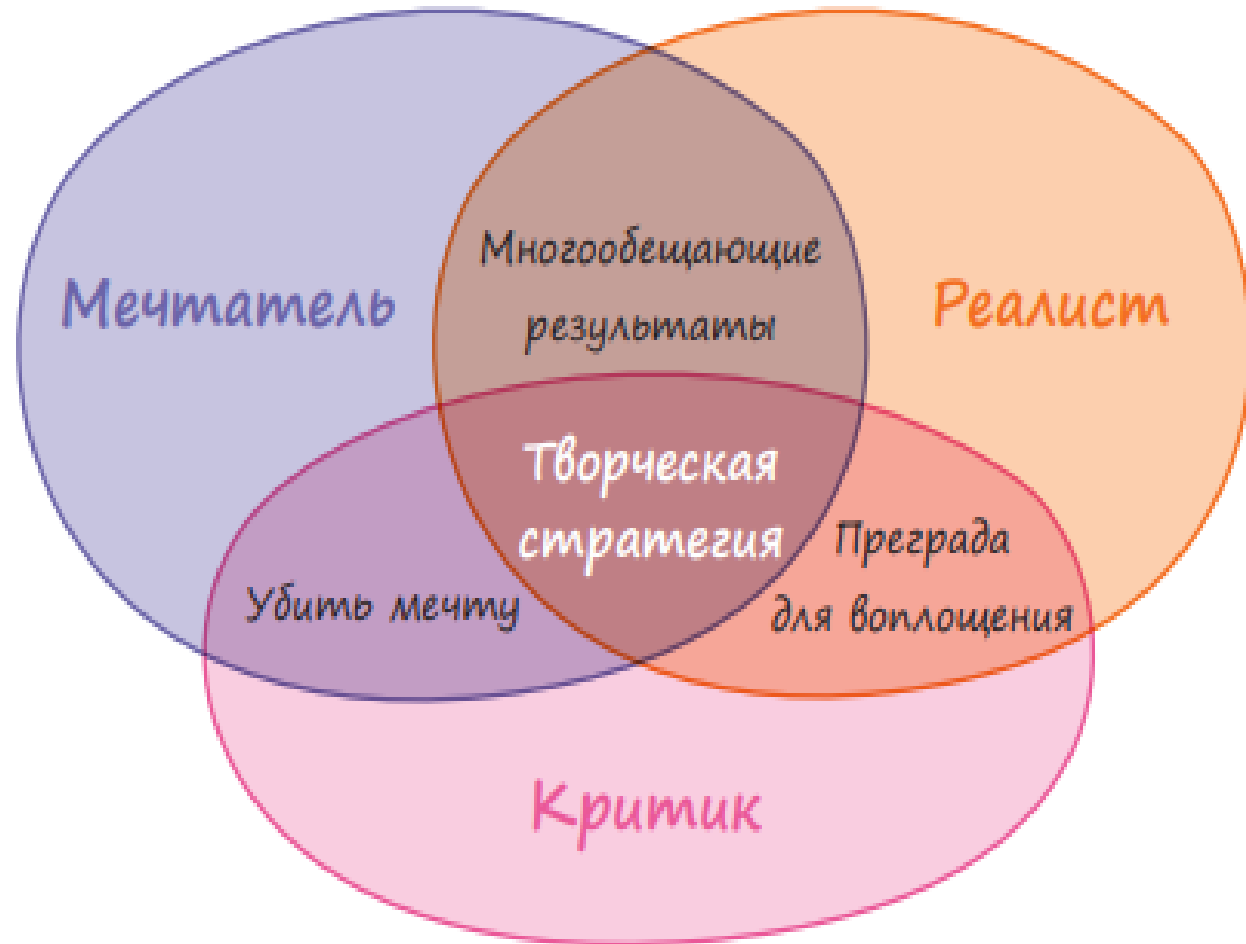 Мечтатель
Многообещающие
результаты
Реалист
Творческая
стратегия
Убить мечту
Преграда
для воплощения
Критик